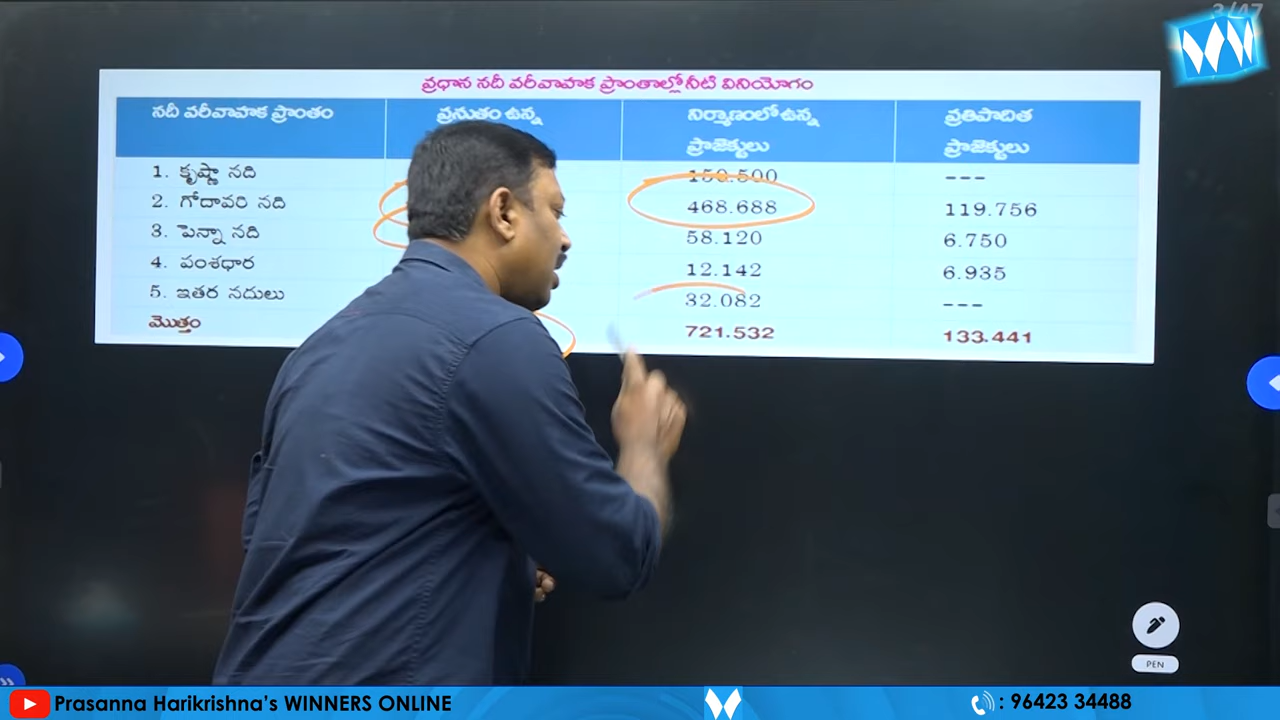 ప్రధాన నదీ పరీవాహక ప్రాంతాల్లో నీటి వినియోగం
నదీ పరీవాహక ప్రాంతం ప్రస్తుతం ఉన్న నిర్మాణంలో ఉన్న ప్రాజెక్టులు ప్రతిపాదిత ప్రాజెక్టులు
1. కృష్ణా నది 150.500 ---
2. గోదావరి నది 468.688 119.756
3. పెన్నా నది 58.120 6.750
4. వంశధార 12.142 6.935
5. ఇతర నదులు 32.082 ---
మొత్తం 721.532 133.441
PEN
Prasanna Harikrishna's WINNERS ONLINE : 96423 34488